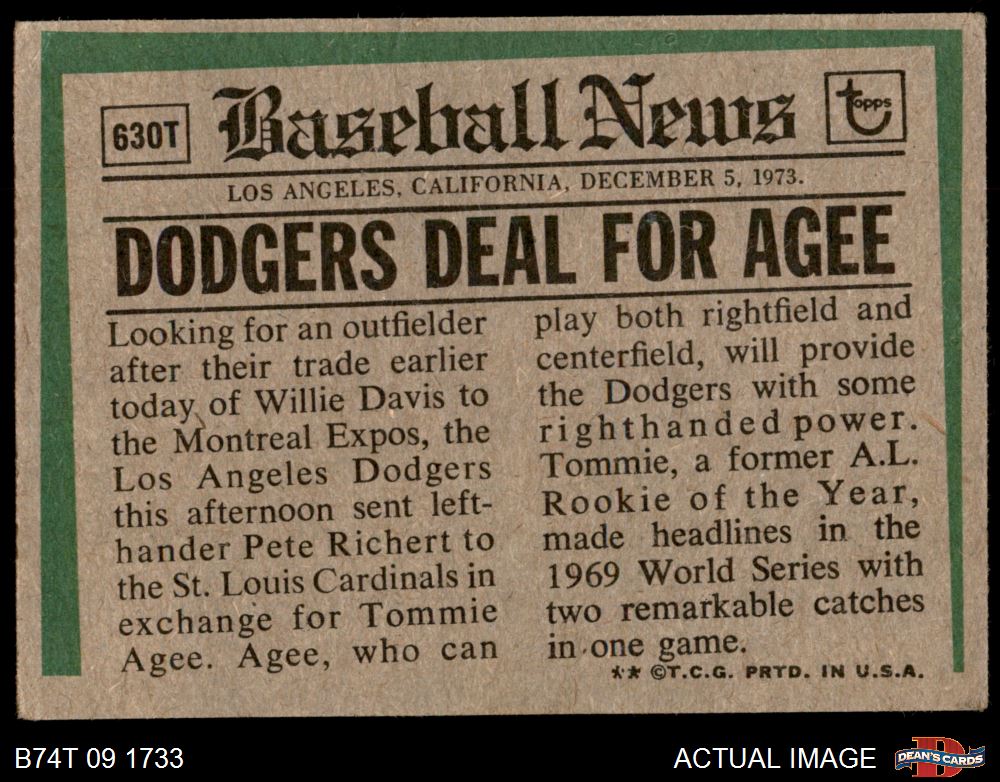 630T
Baseball News
topps
LOS ANGELES, CALIFORNIA, DECEMBER 5, 1973.
DODGERS DEAL FOR AGEE
Looking for an outfielder
after their trade earlier
today of Willie Davis to
the Montreal Expos, the
Los Angeles Dodgers
this afternoon sent left-
hander Pete Richert to
the St. Louis Cardinals in
exchange for Tommie
Agee. Agee, who can
play both rightfield and
centerfield, will provide
the Dodgers with some
righthanded power.
Tommie, a former A.L.
Rookie of the Year,
made headlines in the
1969 World Series with
two remarkable catches
in one game.
** ©T.C.G. PRTD. IN U.S.A.
B74T 09 1733
ACTUAL IMAGE
D
DEAN'S CARDS